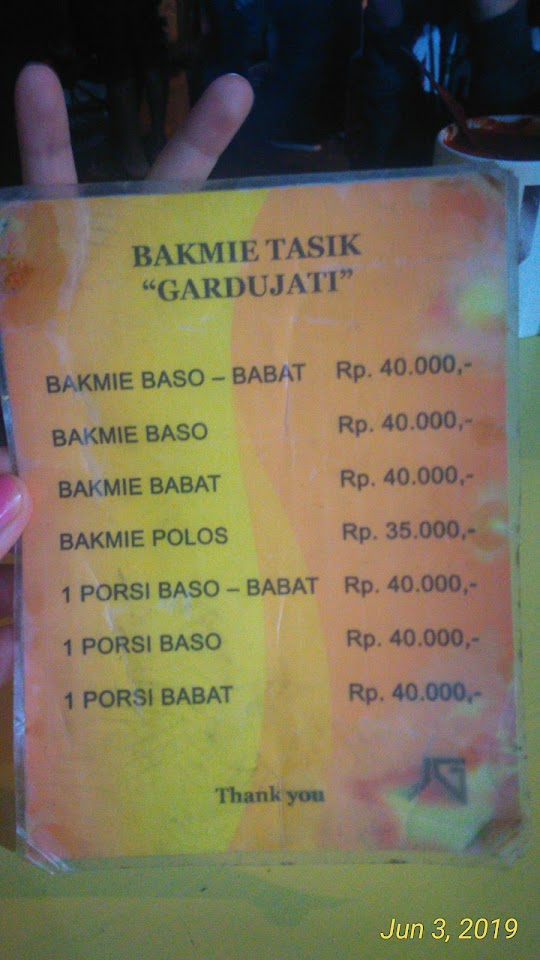 BAKMIE TASIK
“GARDUJATI”
BAKMIE BASO – BABAT Rp. 40.000,-
BAKMIE BASO Rp. 40.000,-
BAKMIE BABAT Rp. 40.000,-
BAKMIE POLOS Rp. 35.000,-
1 PORSI BASO – BABAT Rp. 40.000,-
1 PORSI BASO Rp. 40.000,-
1 PORSI BABAT Rp. 40.000,-
Thank you
JG
Jun 3, 2019